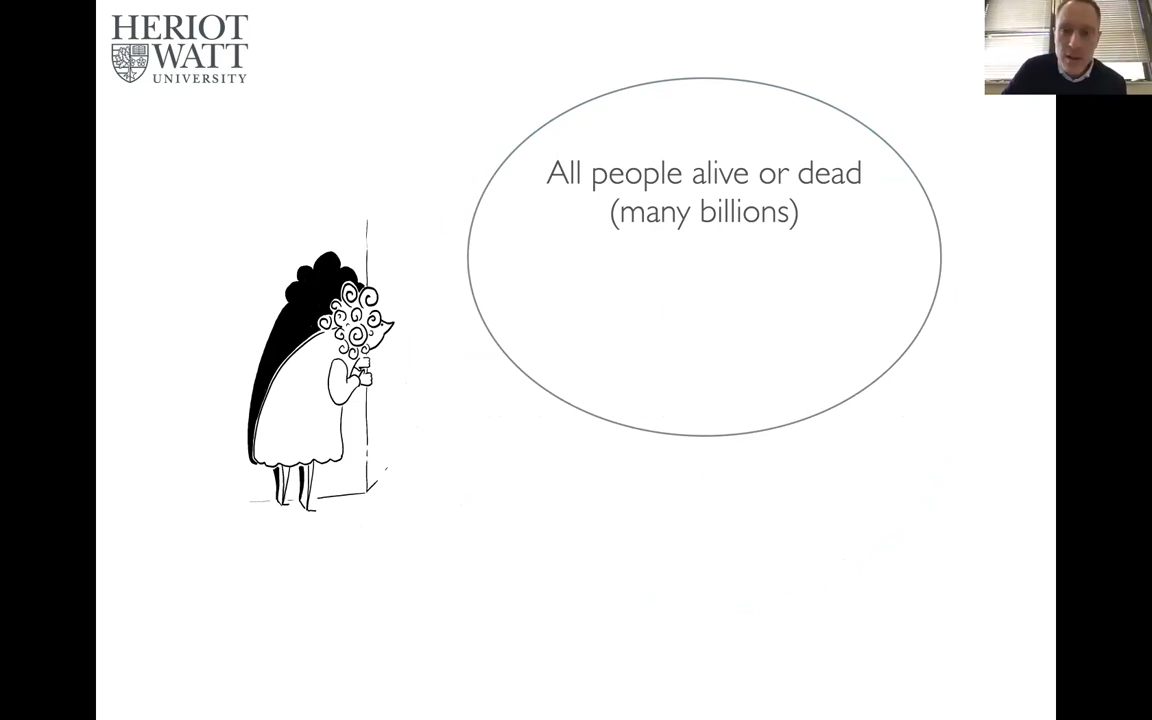 HERIOT
WATT
UNIVERSITY
All people alive or dead
(many billions)